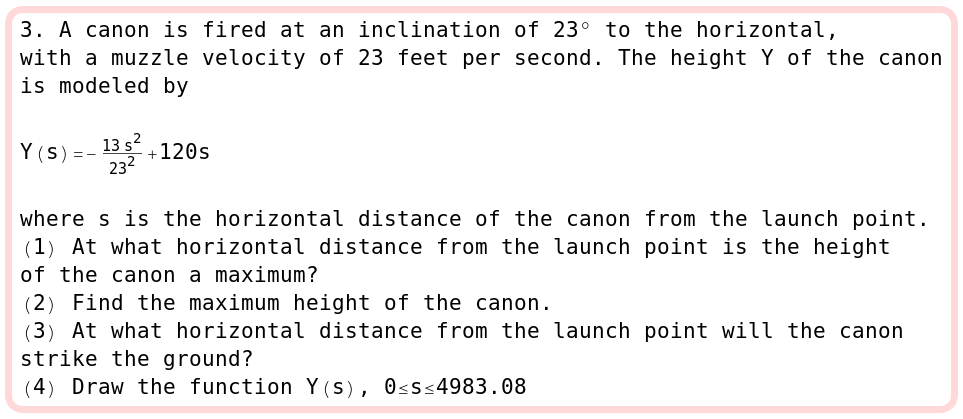 3. A canon is fired at an inclination of 23° to the horizontal,
with a muzzle velocity of 23 feet per second. The height Y of the canon
is modeled by
Y(s)=-\frac{13 s^2}{23^2}+120s
where s is the horizontal distance of the canon from the launch point.
(1) At what horizontal distance from the launch point is the height
of the canon a maximum?
(2) Find the maximum height of the canon.
(3) At what horizontal distance from the launch point will the canon
strike the ground?
(4) Draw the function Y(s), 0≤s≤4983.08